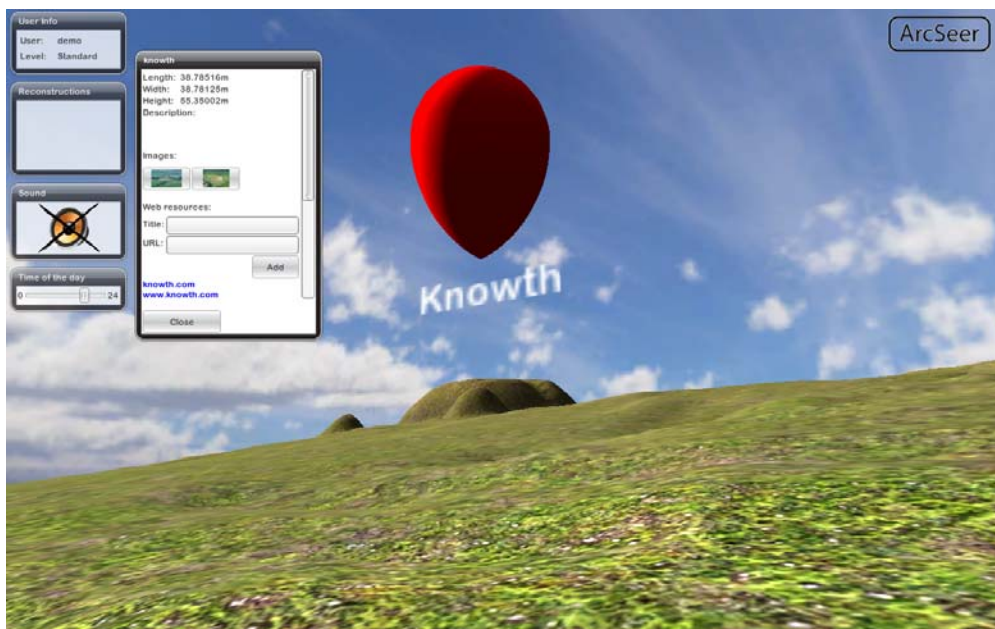 User Info
User: demo
Level: Standard
Reconstructions
Sound
Time of the day
0 24
knowth
Length: 38.78516m
Width: 38.78125m
Height: 55.35002m
Description:
Images:
Web resources:
Title:
URL:
Add
knowth.com
www.knowth.com
Close
Knowth
ArcSeer